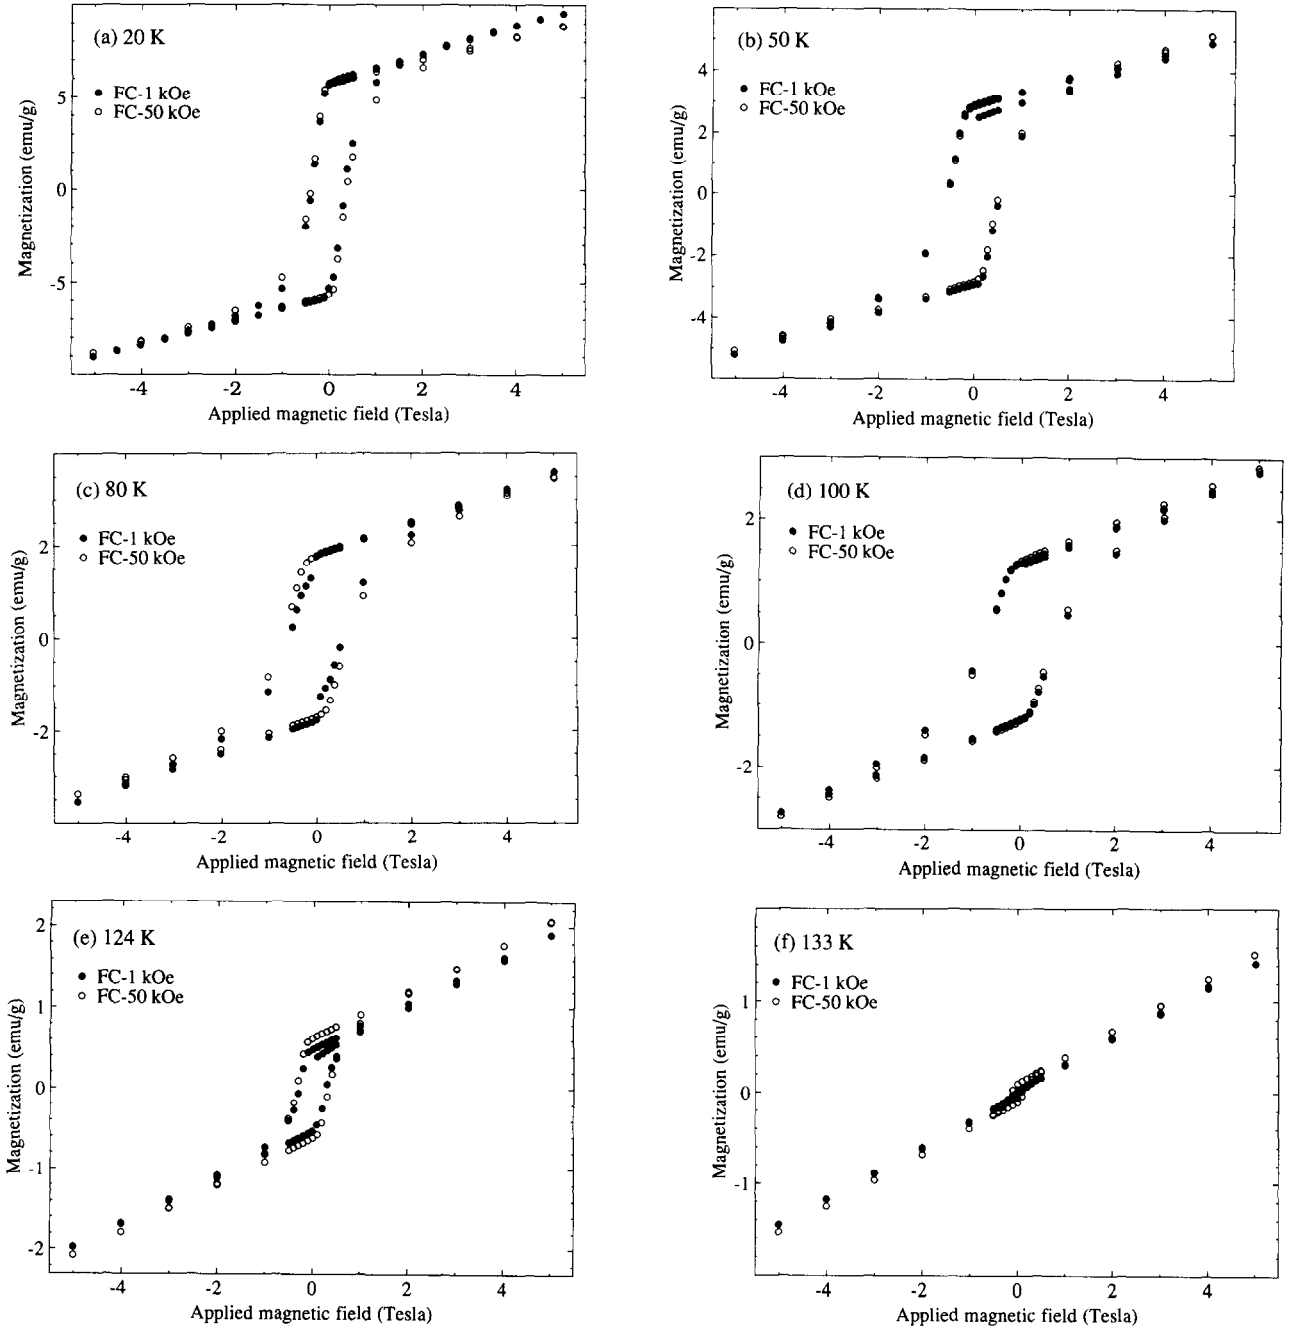 (a) 20 K
FC-1 kOe
FC-50 kOe
Magnetization (emu/g)
5
0
-5
-4
-2
0
2
4
Applied magnetic field (Tesla)
(b) 50 K
FC-1 kOe
FC-50 kOe
Magnetization (emu/g)
4
2
0
-2
-4
-4
-2
0
2
4
Applied magnetic field (Tesla)
(c) 80 K
FC-1 kOe
FC-50 kOe
Magnetization (emu/g)
2
0
-2
-4
-2
0
2
4
Applied magnetic field (Tesla)
(d) 100 K
FC-1 kOe
FC-50 kOe
Magnetization (emu/g)
2
0
-2
-4
-2
0
2
4
Applied magnetic field (Tesla)
(e) 124 K
FC-1 kOe
FC-50 kOe
Magnetization (emu/g)
2
1
0
-1
-2
-4
-2
0
2
4
Applied magnetic field (Tesla)
(f) 133 K
FC-1 kOe
FC-50 kOe
Magnetization (emu/g)
1
0
-1
-4
-2
0
2
4
Applied magnetic field (Tesla)